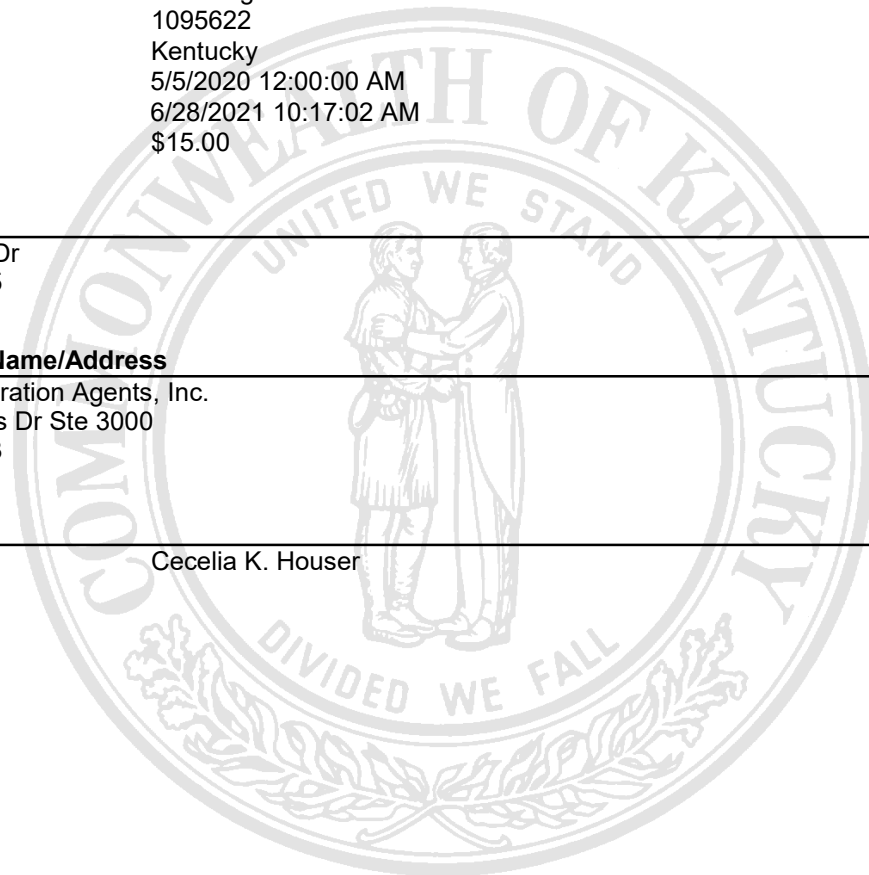 1095622
Kentucky
5/5/2020 12:00:00 AM
6/28/2021 10:17:02 AM
$15.00
Dr
Name/Address
ration Agents, Inc.
s Dr Ste 3000
Cecelia K. Houser
COMMONWEALTH OF KENTUCKY
UNITED WE STAND
DIVIDED WE FALL